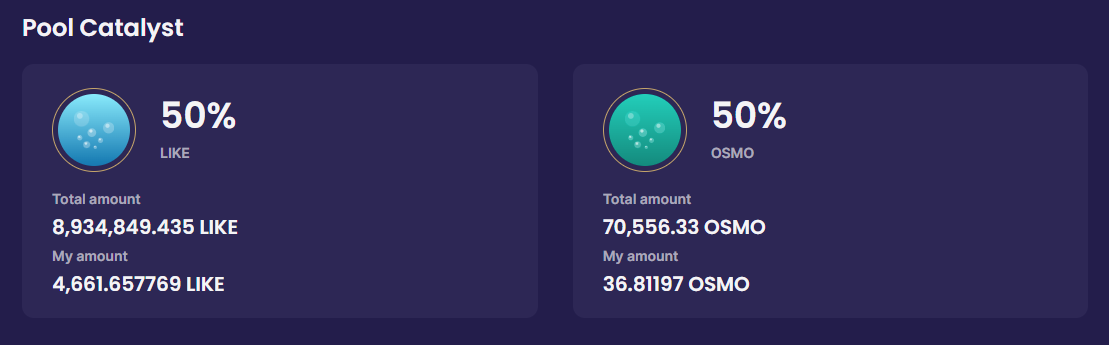 Pool Catalyst
50%
LIKE
Total amount
8,934,849.435 LIKE
My amount
4,661.657769 LIKE
50%
OSMO
Total amount
70,556.33 OSMO
My amount
36.81197 OSMO